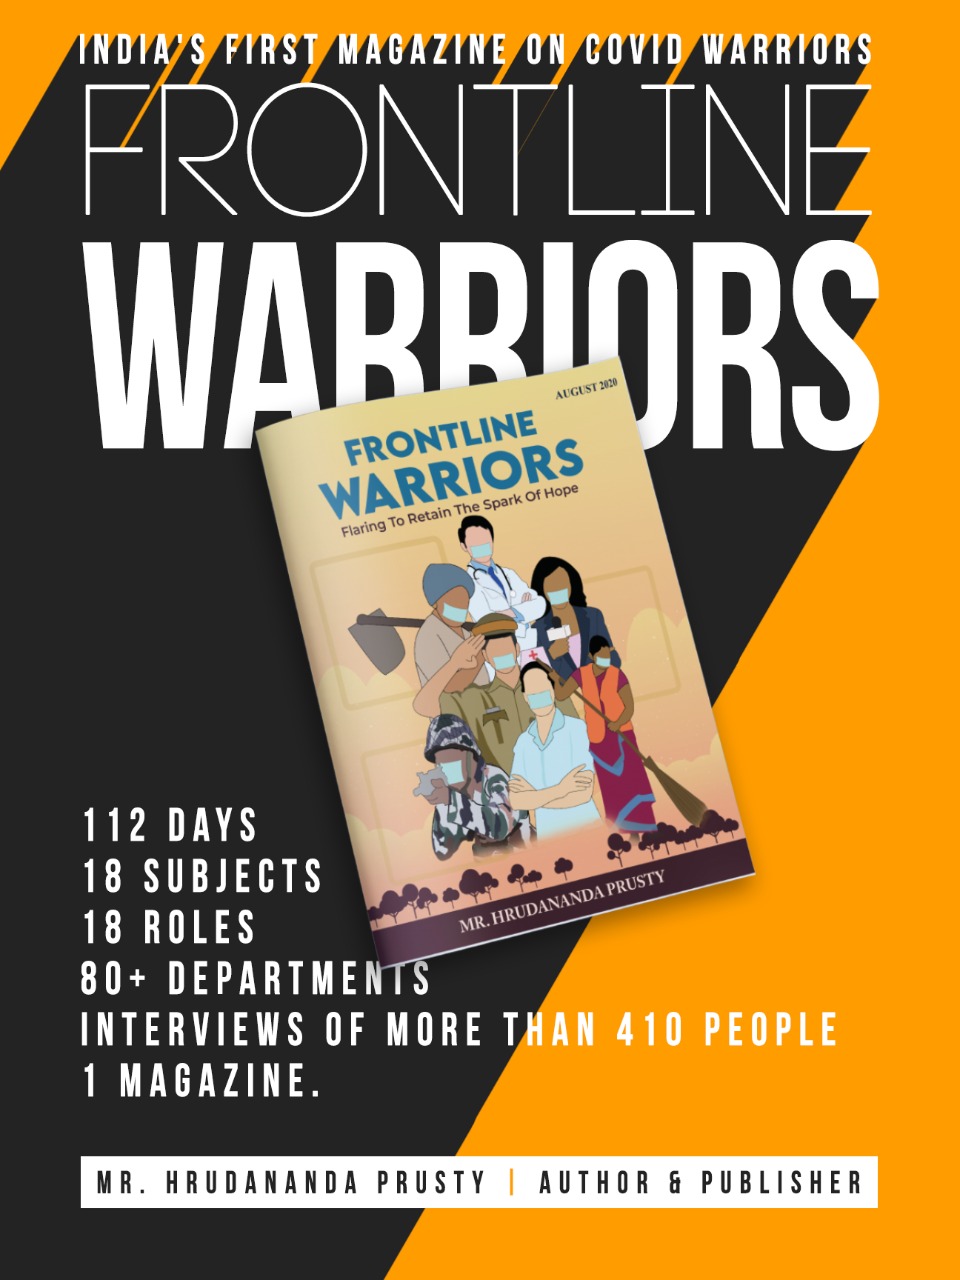 INDIA'S FIRST MAGAZINE ON COVID WARRIORS
FRONTLINE
WARRIORS
AUGUST 2020
FRONTLINE
WARRIORS
Flaring To Retain The Spark Of Hope
MR. HRUDANANDA PRUSTY
112 DAYS
18 SUBJECTS
18 ROLES
80+ DEPARTMENTS
INTERVIEWS OF MORE THAN 410 PEOPLE
1 MAGAZINE.
MR. HRUDANANDA PRUSTY | AUTHOR & PUBLISHER